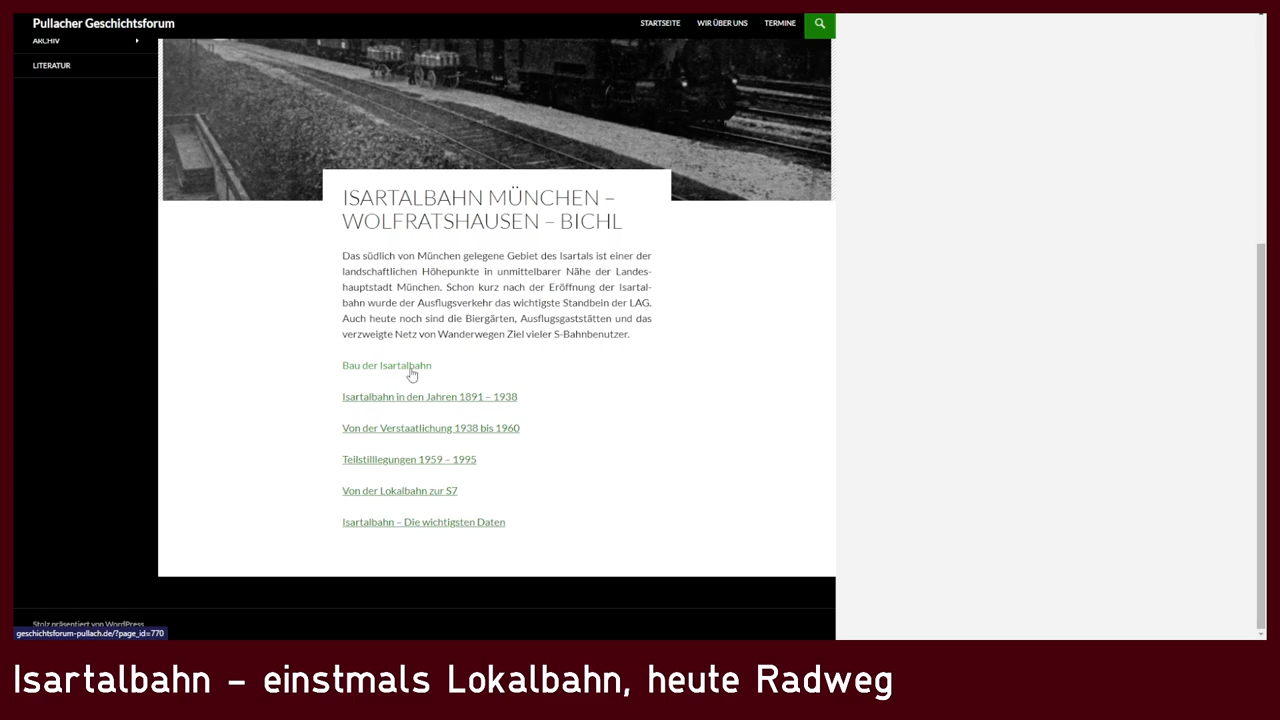 Pullacher Geschichtsforum
STARTSEITE WIR ÜBER UNS TERMINE
ARCHIV
LITERATUR
ISARTALBAHN MÜNCHEN –
WOLFRATSHAUSEN – BICHL
Das südlich von München gelegene Gebiet des Isartals ist einer der
landschaftlichen Höhepunkte in unmittelbarer Nähe der Landes-
hauptstadt München. Schon kurz nach der Eröffnung der Isartal-
bahn wurde der Ausflugsverkehr das wichtigste Standbein der LAG.
Auch heute noch sind die Biergärten, Ausflugsgaststätten und das
verzweigte Netz von Wanderwegen Ziel vieler S-Bahnbenutzer.
Bau der Isartalbahn
Isartalbahn in den Jahren 1891 – 1938
Von der Verstaatlichung 1938 bis 1960
Teilstilllegungen 1959 – 1995
Von der Lokalbahn zur S7
Isartalbahn – Die wichtigsten Daten
Stolz präsentiert von WordPress
geschichtsforum-pullach.de/?page_id=770
Isartalbahn – einstmals Lokalbahn, heute Radweg